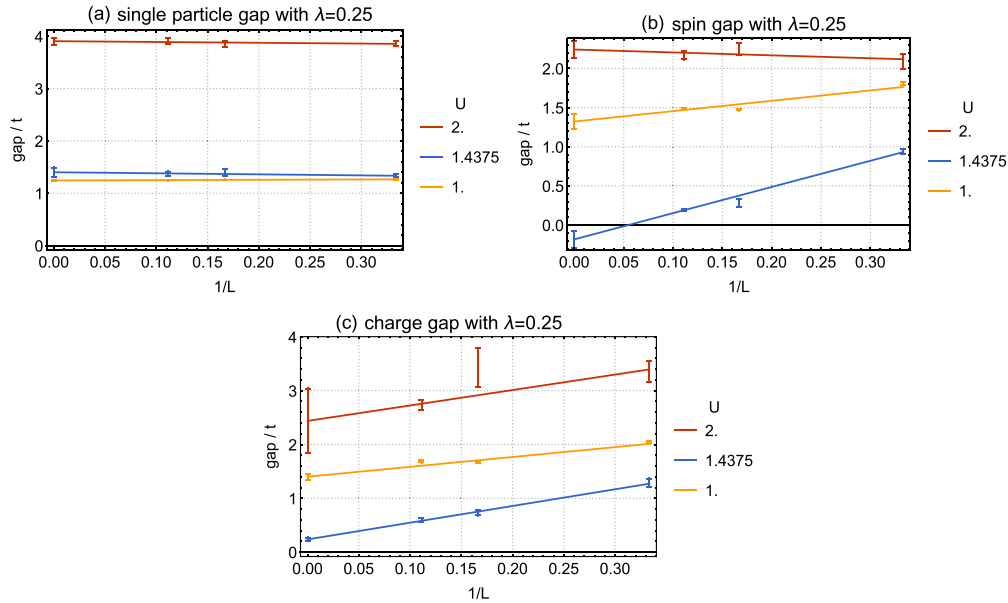 (a) single particle gap with λ=0.25
4
3
2
1
0
gap / t
0.00 0.05 0.10 0.15 0.20 0.25 0.30
1/L
U
2.
1.4375
1.
(b) spin gap with λ=0.25
2.0
1.5
1.0
0.5
0.0
gap / t
0.00 0.05 0.10 0.15 0.20 0.25 0.30
1/L
U
2.
1.4375
1.
(c) charge gap with λ=0.25
4
3
2
1
0
gap / t
0.00 0.05 0.10 0.15 0.20 0.25 0.30
1/L
U
2.
1.4375
1.